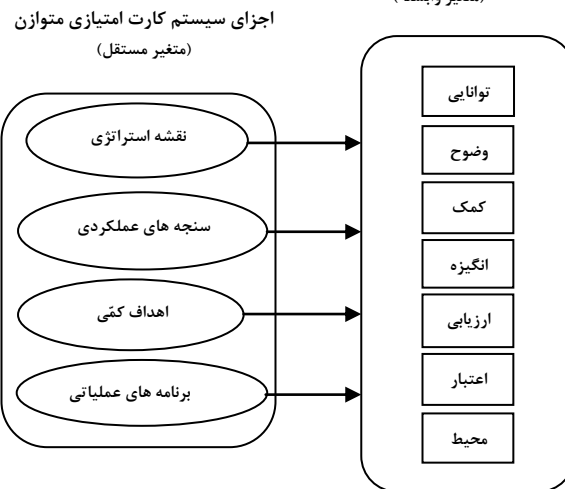 اجزای سیستم کارت امتیازی متوازن
(متغیر مستقل)
نقشه استراتژی
سنجه های عملکردی
اهداف کمّی
برنامه های عملیاتی
توانایی
وضوح
کمک
انگیزه
ارزیابی
اعتبار
محیط